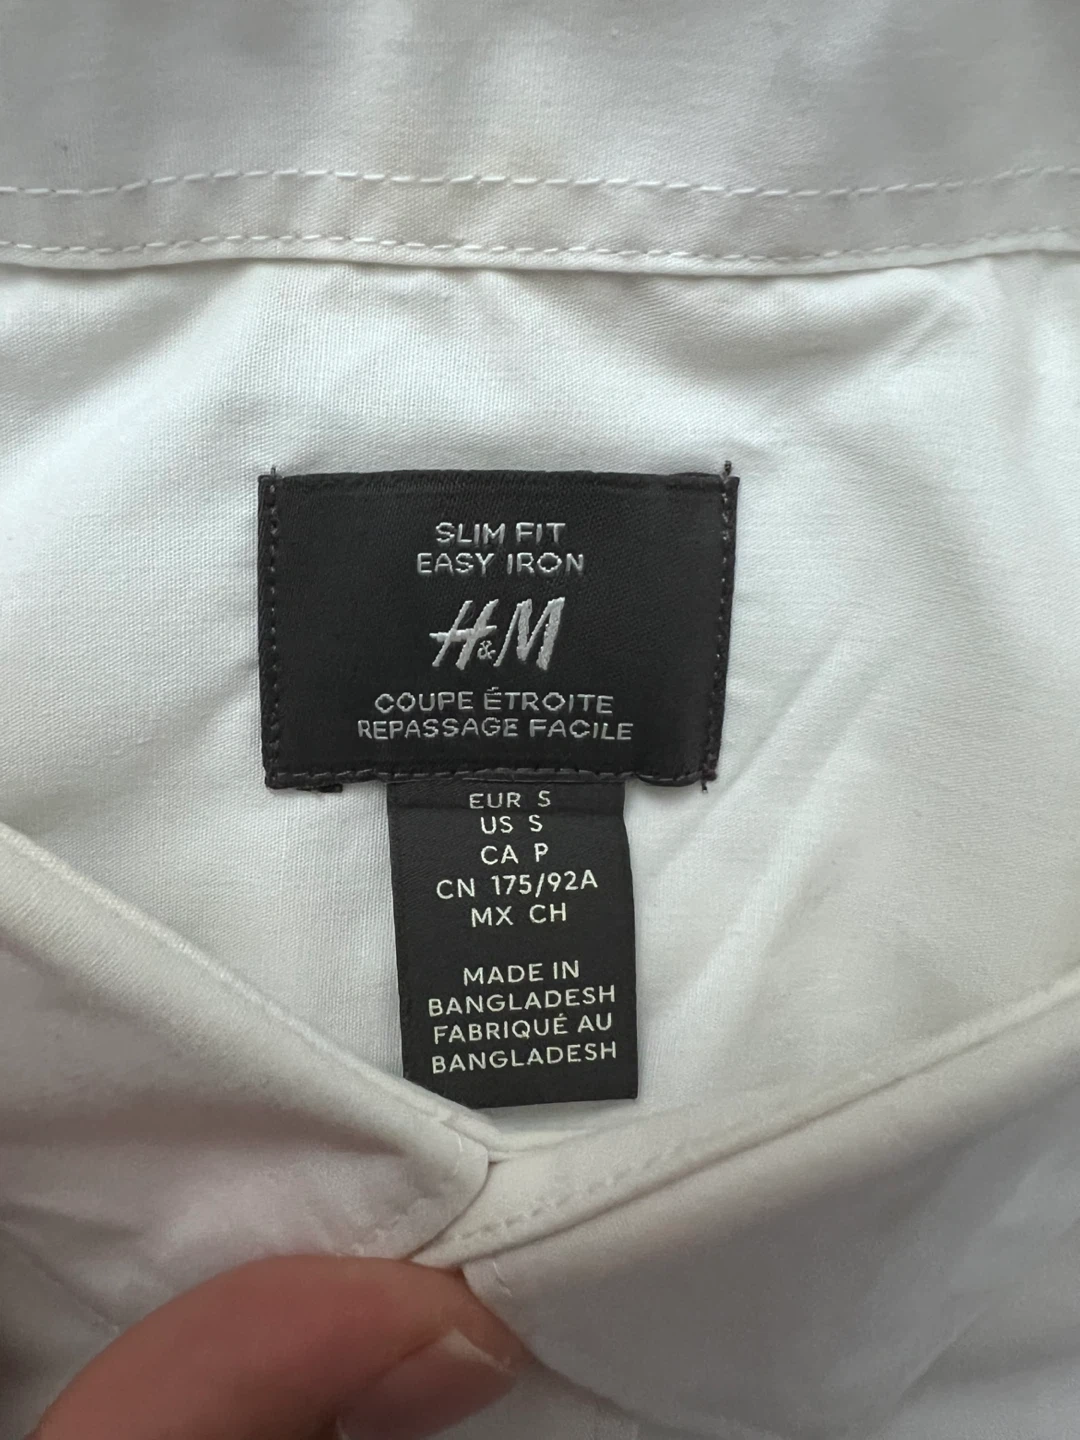 SLIM FIT
EASY IRON
H&M
COUPE ÉTROITE
REPASSAGE FACILE
EUR S
US S
CA P
CN 175/92A
MX CH
MADE IN
BANGLADESH
FABRIQUÉ AU
BANGLADESH